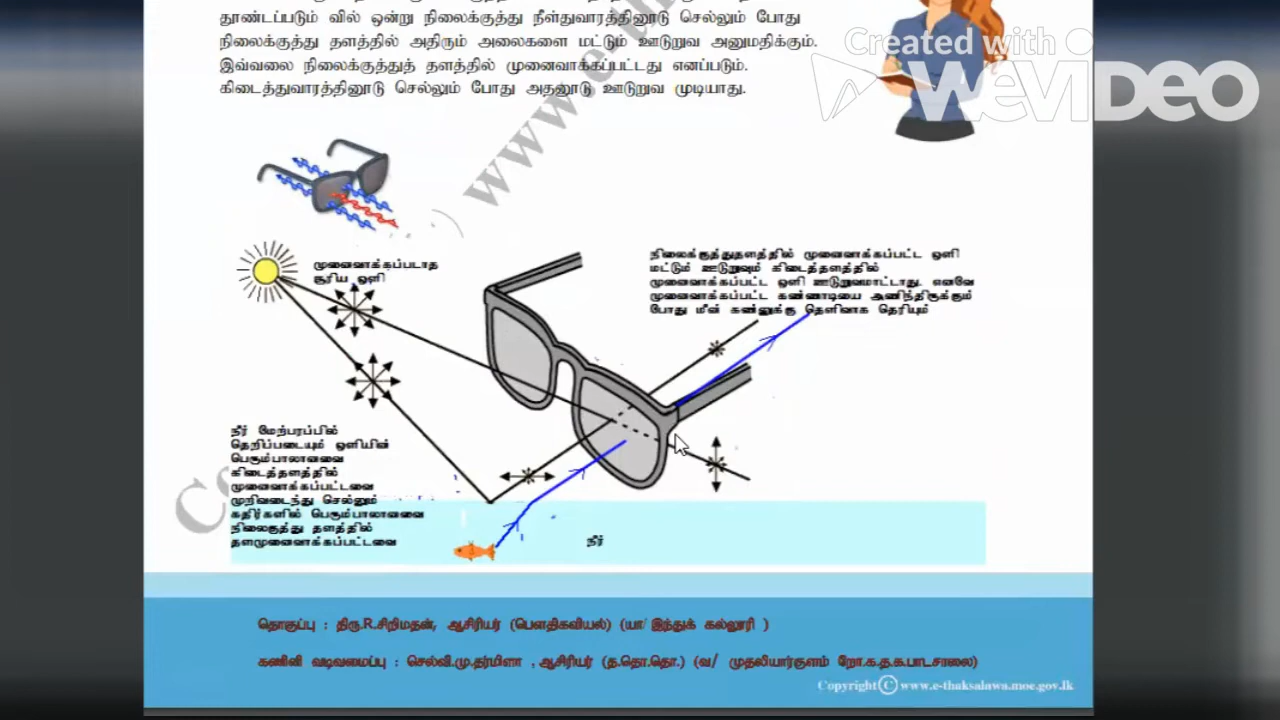 தூண்டப்படும் வில் ஒன்று நிலைக்குத்து நீள்துவாரத்தினூடு செல்லும் போது
நிலைக்குத்து தளத்தில் அதிரும் அலைகளை மட்டும் ஊடுறுவ அனுமதிக்கும்.
இவ்வலை நிலைக்குத்துத் தளத்தில் முனைவாக்கப்பட்டது எனப்படும்.
கிடைத்துவாரத்தினூடு செல்லும் போது அதனூடு ஊடுறுவ முடியாது.
Created with
WEVIDEO
www.e-th
முனைவாக்கப்படாத
சூரிய ஒளி
நிலைக்குத்துதளத்தில் முனைவாக்கப்பட்ட ஒளி
மட்டும் ஊடுறுவும் கிடைத்தளத்தில்
முனைவாக்கப்பட்ட ஒளி ஊடுறுவமாட்டாது. எனவே
முனைவாக்கப்பட்ட கண்ணாடியை அணிந்திருக்கும்
போது மீன் கண்ணுக்கு தெளிவாக தெரியும்
நீர் மேற்பரப்பில்
தெறிப்படையும் ஒளியின்
பெரும்பாலானவை
கிடைத்தளத்தில்
முனைவாக்கப்பட்டவை
முறிவடைந்து செல்லும்
கதிர்களில் பெரும்பாலானவை
நிலைகுத்து தளத்தில்
தளமுனைவாக்கப்பட்டவை
நீர்
தொகுப்பு : திரு.R.சிறிமதன், ஆசிரியர் (பௌதிகவியல்) (யா/ இந்துக் கல்லூரி )
கணினி வடிவமைப்பு : செல்வி.மு.தர்மிளா , ஆசிரியர் (த.தொ.தொ.) (வ/ முதலியார்குளம் றோ.க.த.க.பாடசாலை)
Copyright © www.e-thaksalawa.moe.gov.lk